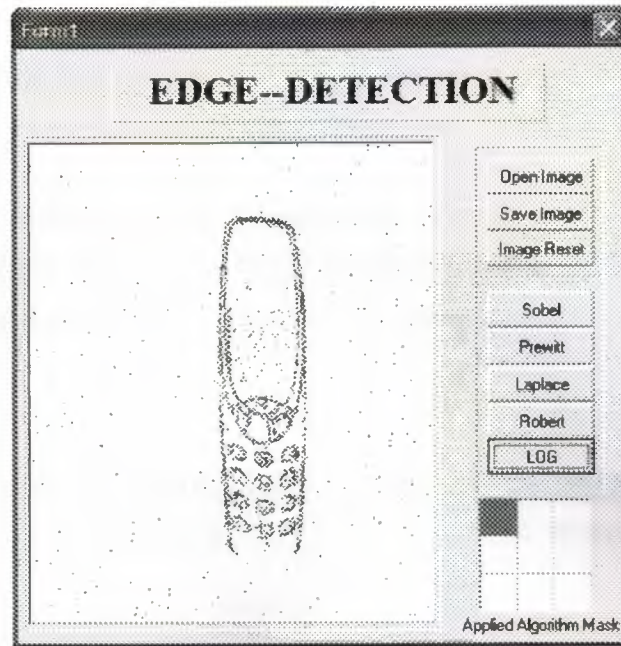 Form1
EDGE--DETECTION
Open Image
Save Image
Image Reset
Sobel
Prewitt
Laplace
Robert
LOG
Applied Algorithm Mask